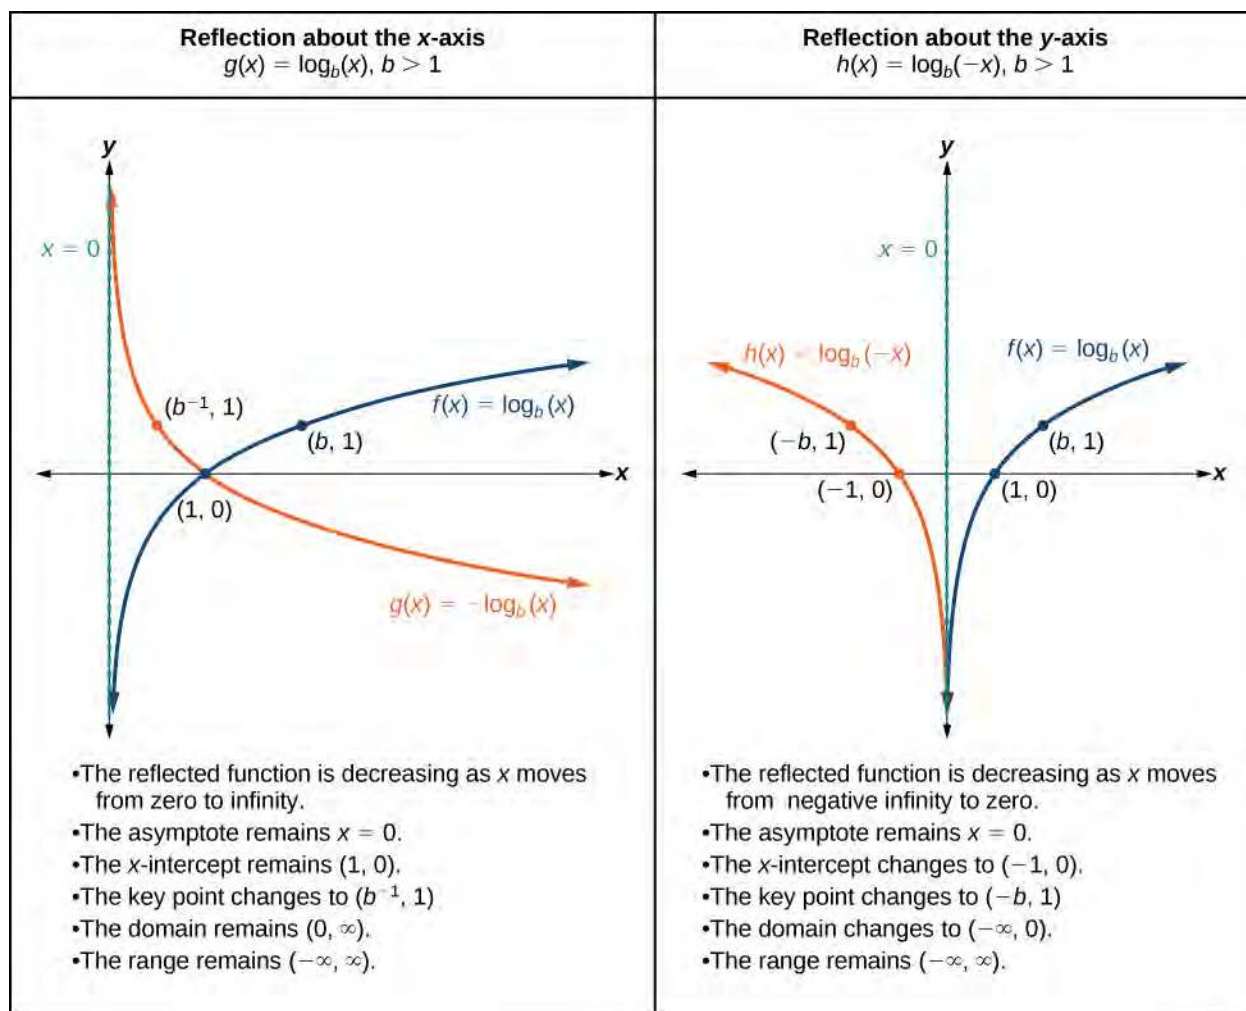 Reflection about the x-axis
g(x) = log_b(x), b > 1
y
x = 0
(b⁻¹, 1)
f(x) = log_b(x)
(b, 1)
x
(1, 0)
g(x) = -log_b(x)
•The reflected function is decreasing as x moves
from zero to infinity.
•The asymptote remains x = 0.
•The x-intercept remains (1, 0).
•The key point changes to (b⁻¹, 1)
•The domain remains (0, ∞).
•The range remains (−∞, ∞).
Reflection about the y-axis
h(x) = log_b(−x), b > 1
y
x = 0
h(x) = log_b(−x)
f(x) = log_b(x)
(−b, 1)
(b, 1)
x
(−1, 0)
(1, 0)
•The reflected function is decreasing as x moves
from negative infinity to zero.
•The asymptote remains x = 0.
•The x-intercept changes to (−1, 0).
•The key point changes to (−b, 1)
•The domain changes to (−∞, 0).
•The range remains (−∞, ∞).